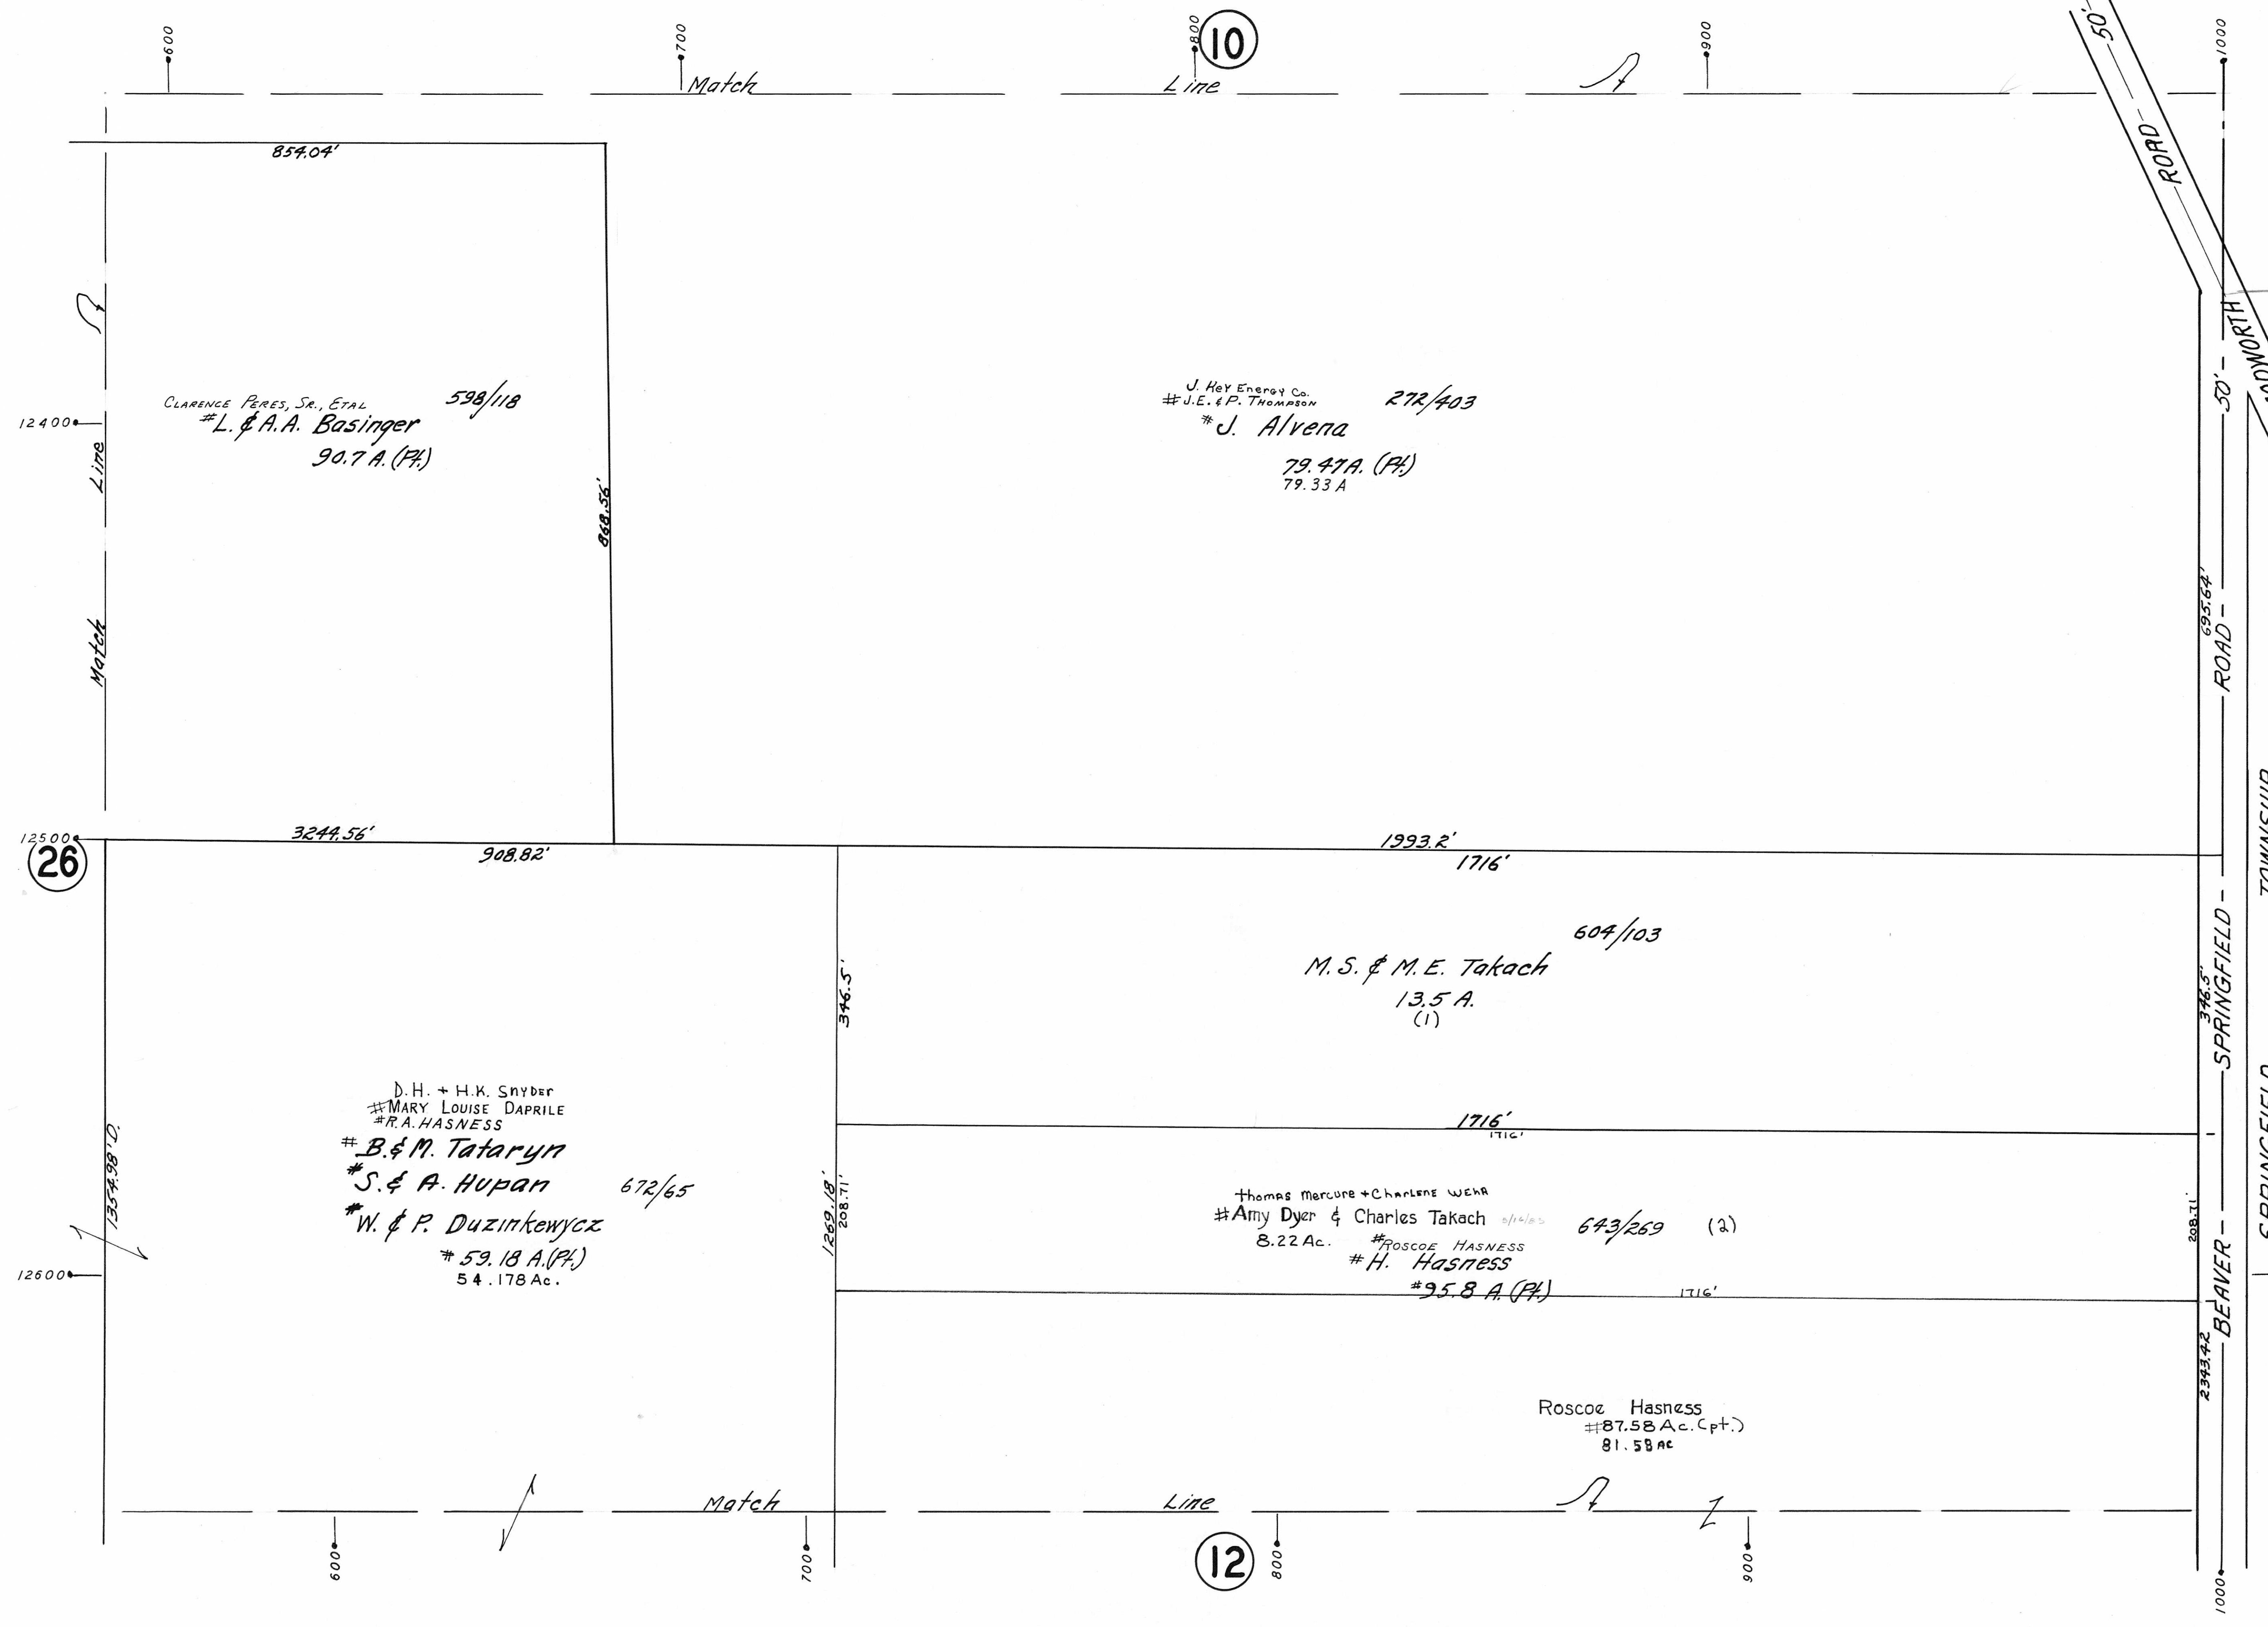 600
700
800
10
900
1000
Match Line
50'
ROAD
854.04'
WORTH
CLARENCE PERES, SR., ETAL 598/118
#L. & A.A. Basinger
90.7 A. (Pt.)
12400
Match Line
868.56'
J. Key Energy Co. 272/403
# J.E. & P. THOMPSON
# J. Alvena
79.47A. (Pt.)
79.33 A
50'
695.64'
ROAD
TOWNSHIP
12500
26
3244.56'
908.82'
1993.2'
1716'
604/103
M.S. & M.E. Takach
13.5 A.
(1)
346.5'
346.5'
SPRINGFIELD
SPRINGFIELD
1716'
1716'
D.H. + H.K. SNYDER
#MARY LOUISE DAPRILE
#R.A. HASNESS
# B. & M. Tataryn
# S. & A. Hupan 672/65
# W. & P. Duzinkewycz
# 59.18 A.(Pt.)
54.178 Ac.
1354.98' D.
1269.18'
208.71'
Thomas Mercure + Charlene Wehr
#Amy Dyer & Charles Takach 643/269 (2)
8.22 Ac. #ROSCOE HASNESS
# H. Hasness
#95.8 A. (Pt.)
1716'
208.71'
12600
BEAVER
2343.42
Roscoe Hasness
#87.58 Ac. (pt.)
81.58 AC
Match Line
600
700
12
800
900
1000